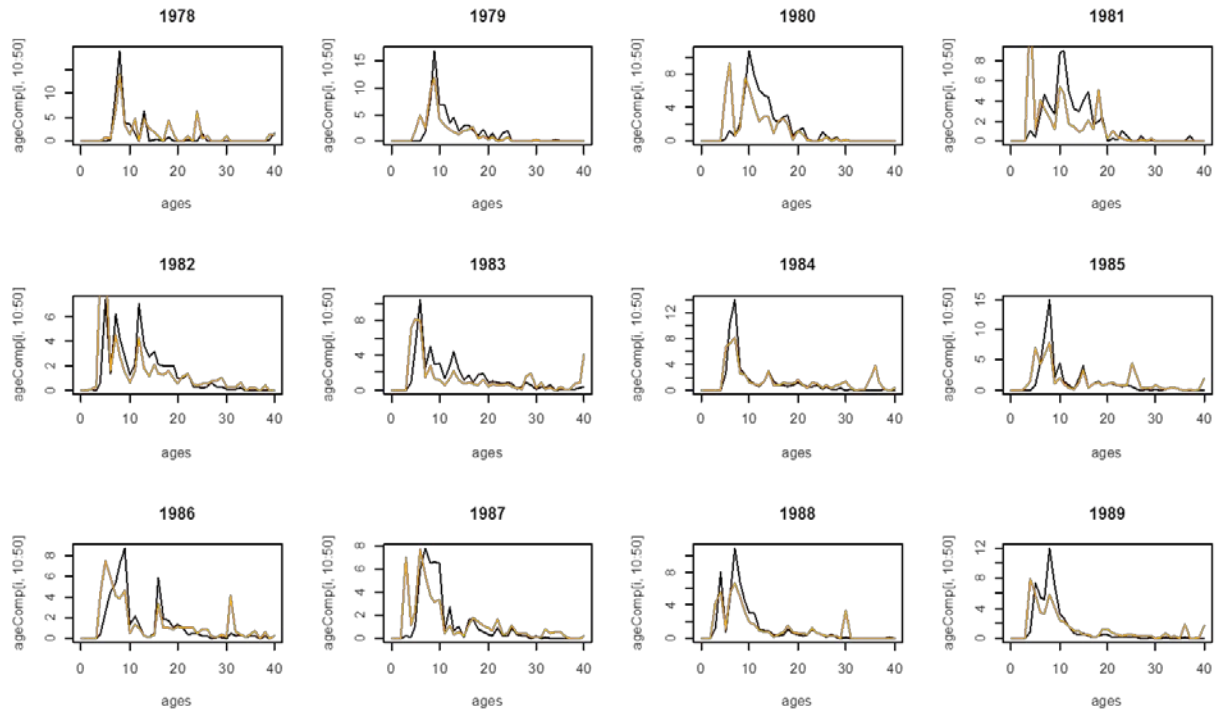 1978 1979 1980 1981
ageComp[i, 10:50] ageComp[i, 10:50] ageComp[i, 10:50] ageComp[i, 10:50]
0 5 10 0 5 10 15 0 4 8 0 2 4 6 8
0 10 20 30 40 0 10 20 30 40 0 10 20 30 40 0 10 20 30 40
ages ages ages ages
1982 1983 1984 1985
ageComp[i, 10:50] ageComp[i, 10:50] ageComp[i, 10:50] ageComp[i, 10:50]
0 2 4 6 0 4 8 0 4 8 12 0 5 10 15
0 10 20 30 40 0 10 20 30 40 0 10 20 30 40 0 10 20 30 40
ages ages ages ages
1986 1987 1988 1989
ageComp[i, 10:50] ageComp[i, 10:50] ageComp[i, 10:50] ageComp[i, 10:50]
0 2 4 6 8 0 2 4 6 8 0 4 8 0 4 8 12
0 10 20 30 40 0 10 20 30 40 0 10 20 30 40 0 10 20 30 40
ages ages ages ages